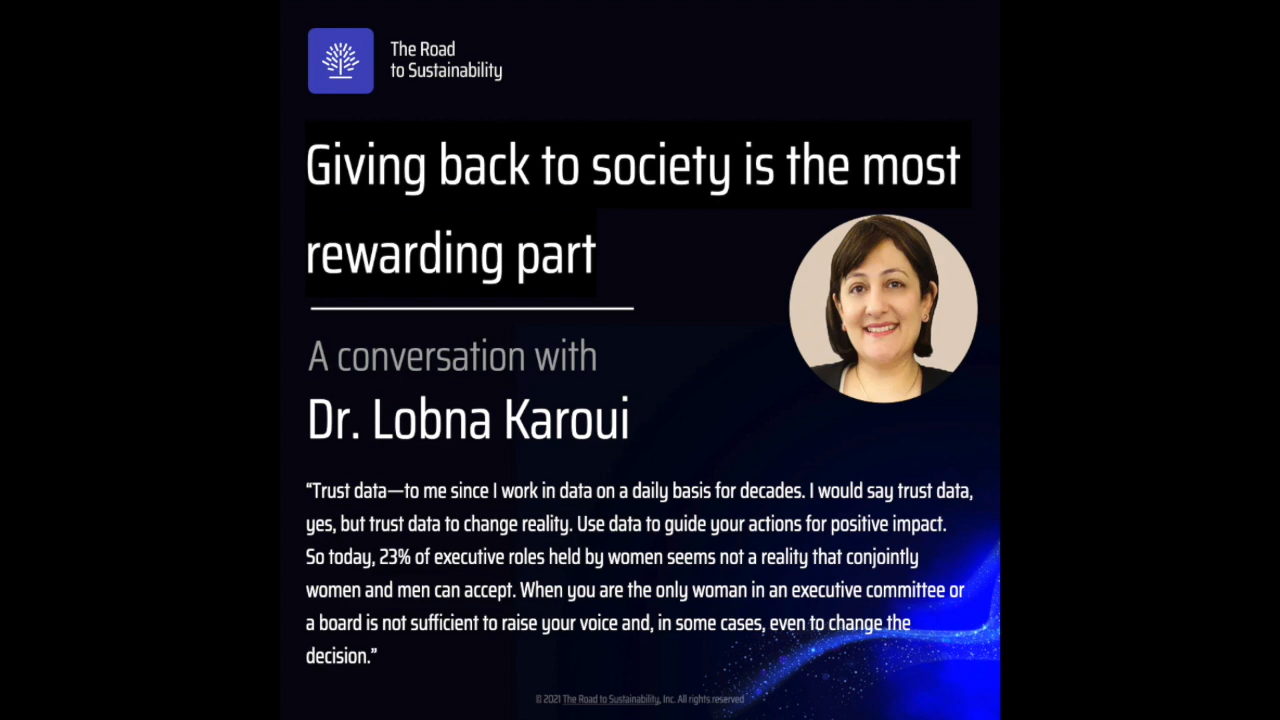 The Road
to Sustainability
Giving back to society is the most
rewarding part
A conversation with
Dr. Lobna Karoui
“Trust data—to me since I work in data on a daily basis for decades. I would say trust data,
yes, but trust data to change reality. Use data to guide your actions for positive impact.
So today, 23% of executive roles held by women seems not a reality that conjointly
women and men can accept. When you are the only woman in an executive committee or
a board is not sufficient to raise your voice and, in some cases, even to change the
decision.”
2021 The Road to Sustainability, Inc. All rights reserved